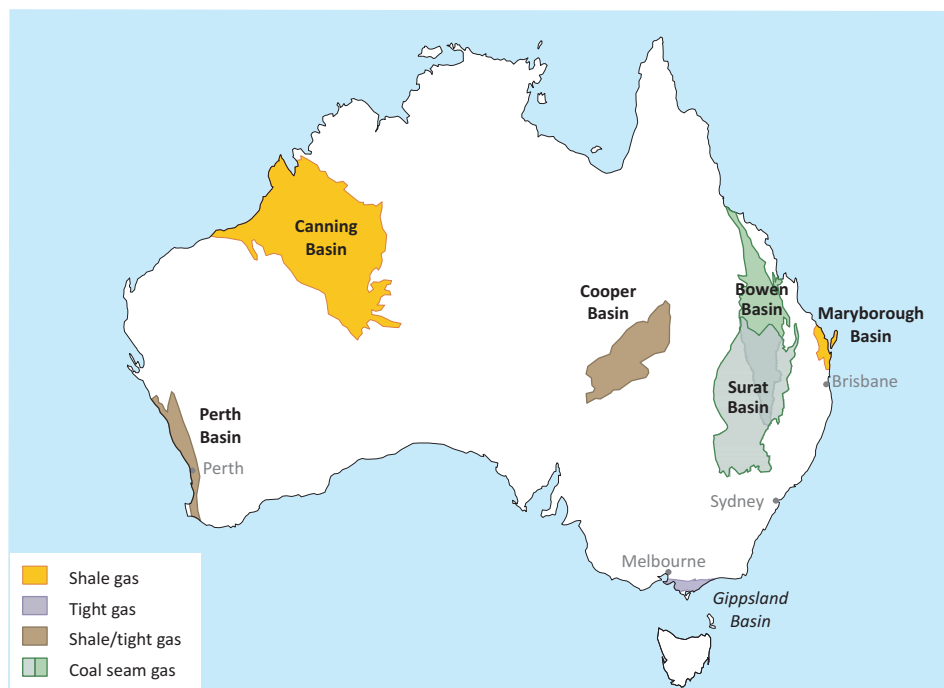 Canning
Basin
Cooper
Basin
Bowen
Basin
Maryborough
Basin
Surat
Basin
Brisbane
Perth
Basin
Perth
Sydney
Melbourne
Gippsland
Basin
Shale gas
Tight gas
Shale/tight gas
Coal seam gas